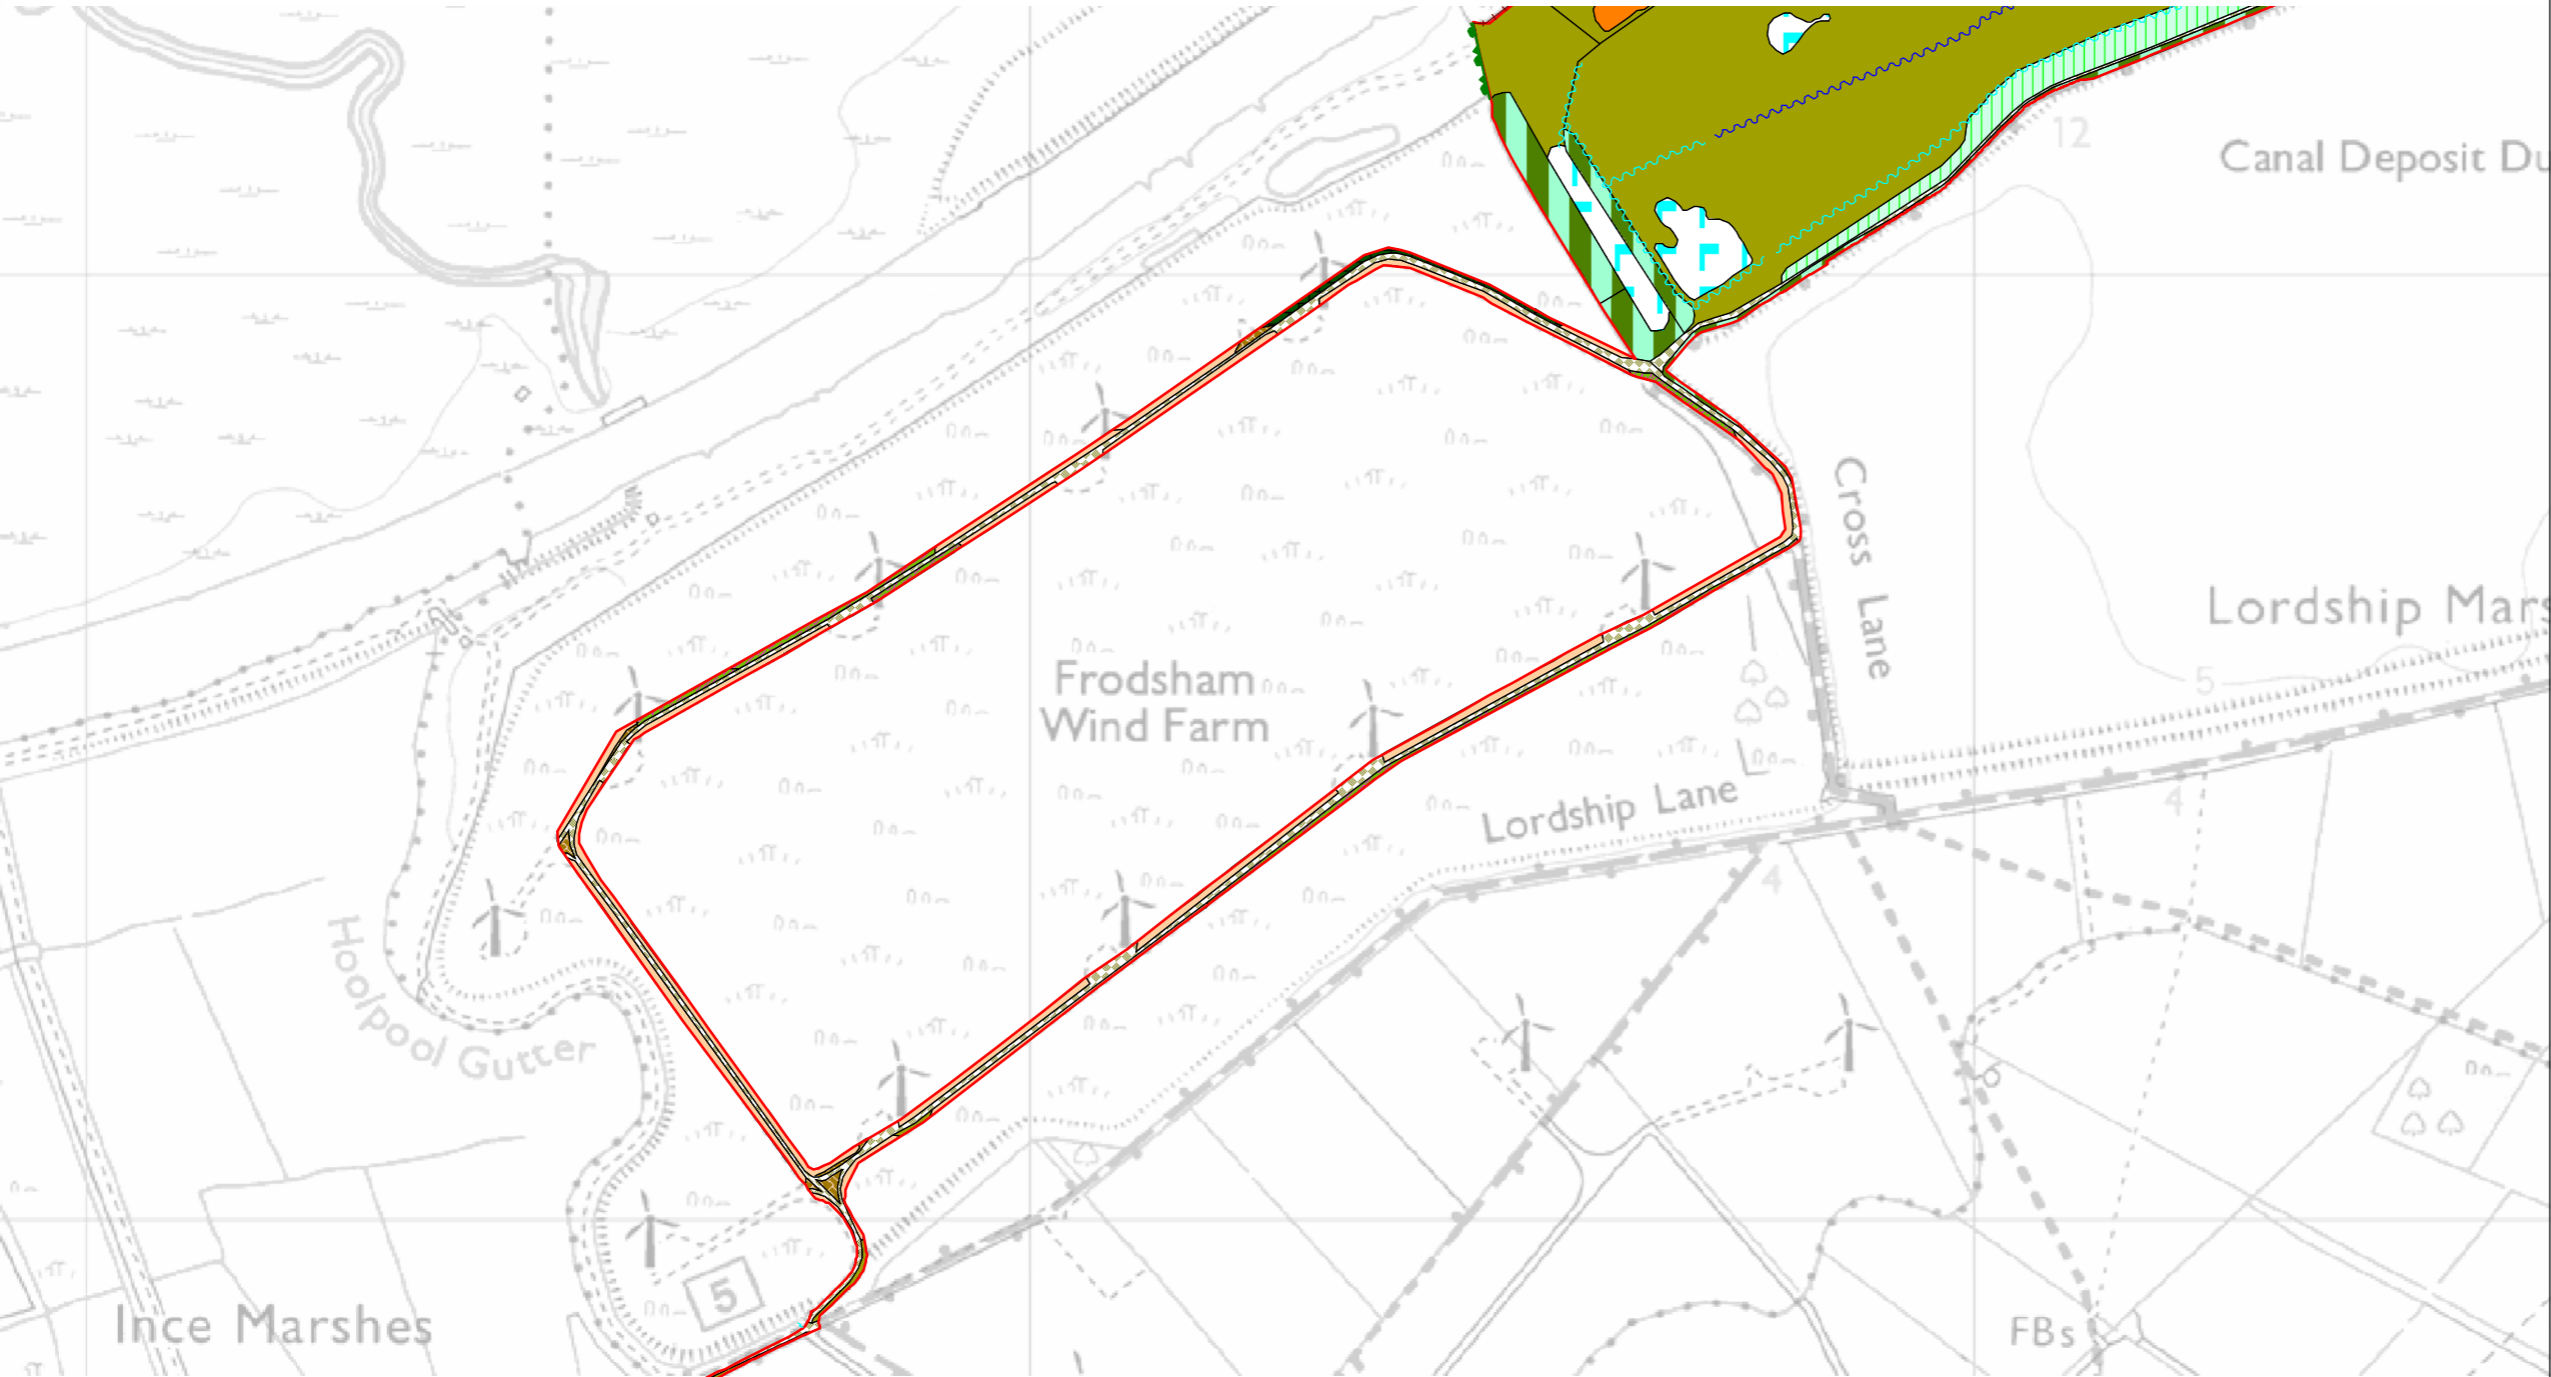 12
Canal Deposit Du
Cross Lane
Lordship Mars
5
Frodsham
Wind Farm
Lordship Lane
4
4
Hoolpool Gutter
5
Ince Marshes
FBs